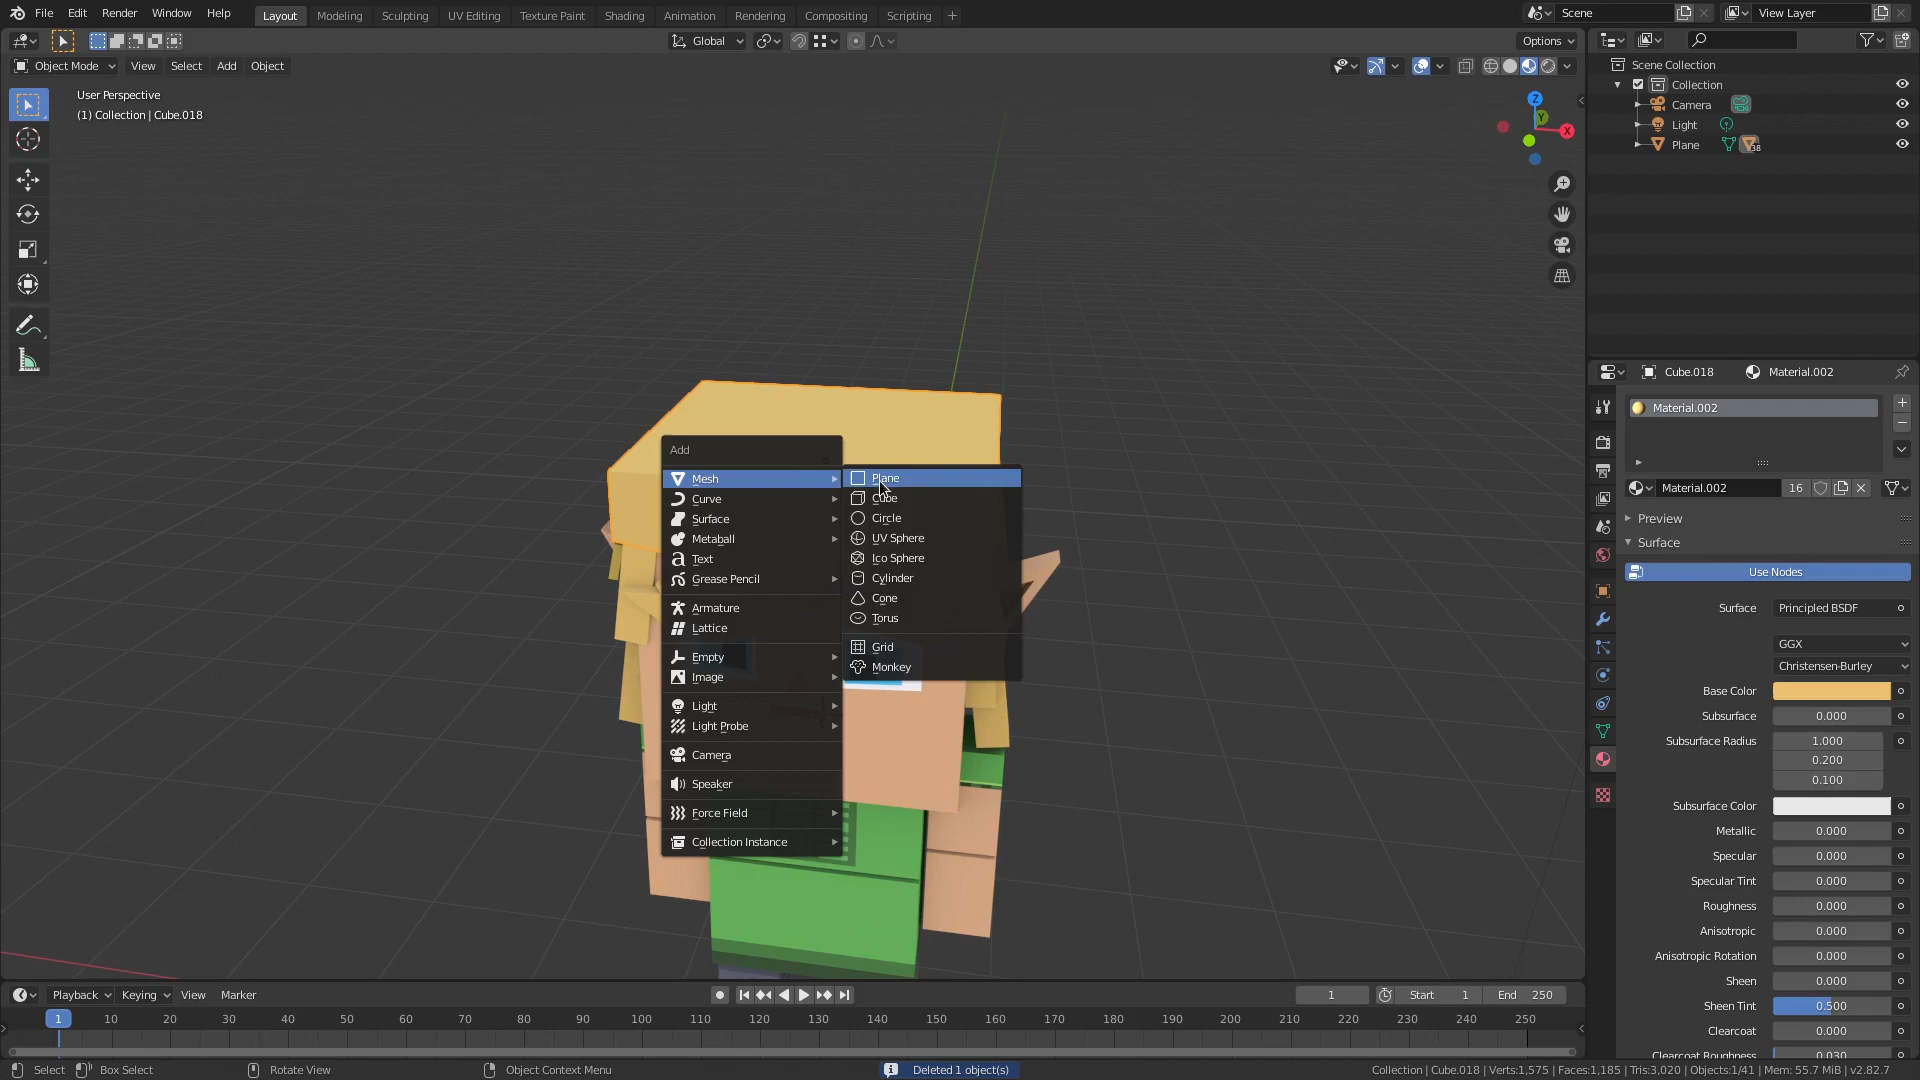 File Edit Render Window Help Layout Modeling Sculpting UV Editing Texture Paint Shading Animation Rendering Compositing Scripting + Scene View Layer
Global Options
Object Mode View Select Add Object
User Perspective
(1) Collection | Cube.018
Z
Y
X
Scene Collection
Collection
Camera
Light
Plane 38
Add
Mesh
Curve
Surface
Metaball
Text
Grease Pencil
Armature
Lattice
Empty
Image
Light
Light Probe
Camera
Speaker
Force Field
Collection Instance
Plane
Cube
Circle
UV Sphere
Ico Sphere
Cylinder
Cone
Torus
Grid
Monkey
Cube.018 Material.002
Material.002
Material.002 16
Preview
Surface
Use Nodes
Surface Principled BSDF
GGX
Christensen-Burley
Base Color
Subsurface 0.000
Subsurface Radius 1.000
0.200
0.100
Subsurface Color
Metallic 0.000
Specular 0.000
Specular Tint 0.000
Roughness 0.000
Anisotropic 0.000
Anisotropic Rotation 0.000
Sheen 0.000
Sheen Tint 0.500
Clearcoat 0.000
Clearcoat Roughness 0.030
Playback Keying View Marker 1 Start 1 End 250
1 10 20 30 40 50 60 70 80 90 100 110 120 130 140 150 160 170 180 190 200 210 220 230 240 250
Select Box Select Rotate View Object Context Menu Deleted 1 object(s) Collection | Cube.018 | Verts:1,575 | Faces:1,185 | Tris:3,020 | Objects:1/41 | Mem: 55.7 MiB | v2.82.7